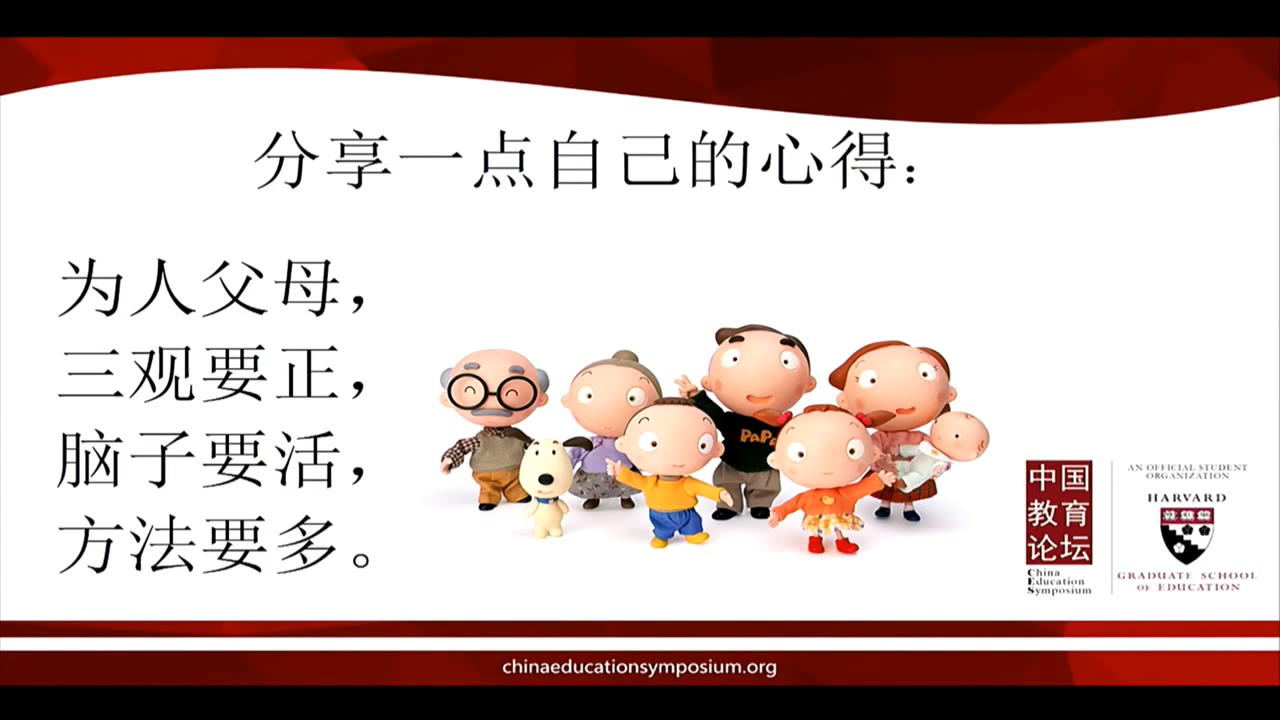 分享一点自己的心得：
为人父母，
三观要正，
脑子要活，
方法要多。
PaPa
中国
教育
论坛
China
Education
Symposium
AN OFFICIAL STUDENT
ORGANIZATION
HARVARD
GRADUATE SCHOOL
OF EDUCATION
chinaeducationsymposium.org